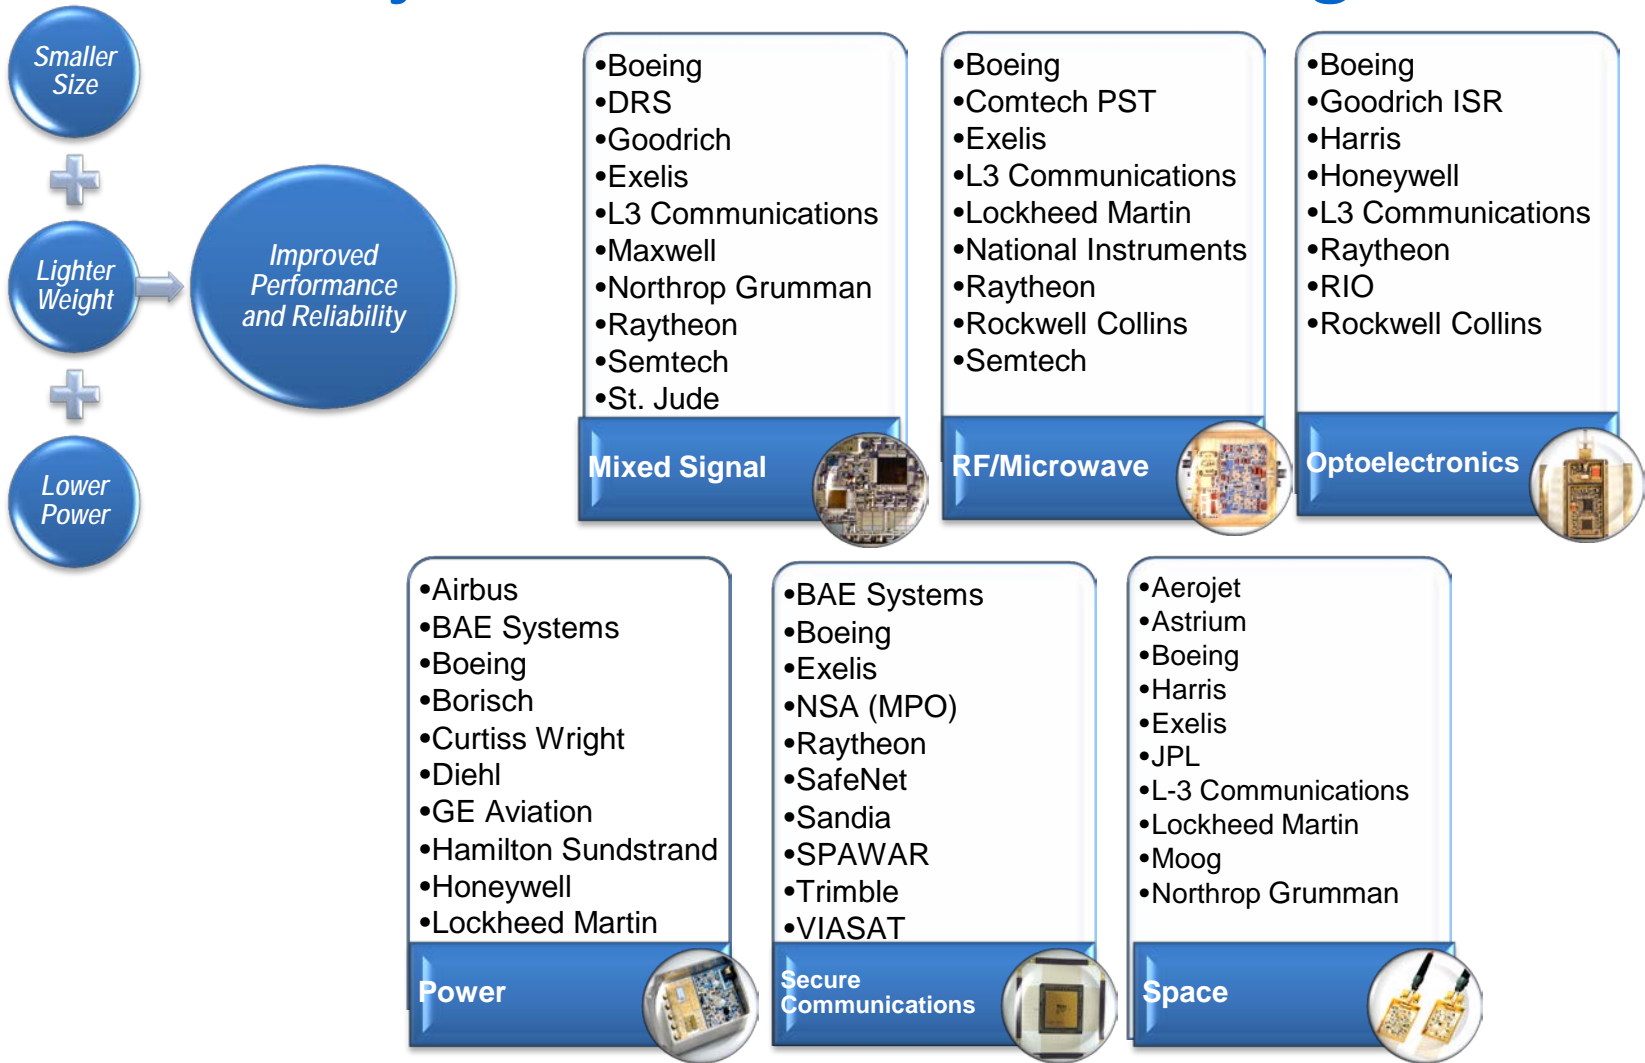 Smaller
Size
Lighter
Weight
Lower
Power
Improved
Performance
and Reliability
•Boeing
•DRS
•Goodrich
•Exelis
•L3 Communications
•Maxwell
•Northrop Grumman
•Raytheon
•Semtech
•St. Jude
Mixed Signal
•Boeing
•Comtech PST
•Exelis
•L3 Communications
•Lockheed Martin
•National Instruments
•Raytheon
•Rockwell Collins
•Semtech
RF/Microwave
•Boeing
•Goodrich ISR
•Harris
•Honeywell
•L3 Communications
•Raytheon
•RIO
•Rockwell Collins
Optoelectronics
•Airbus
•BAE Systems
•Boeing
•Borisch
•Curtiss Wright
•Diehl
•GE Aviation
•Hamilton Sundstrand
•Honeywell
•Lockheed Martin
Power
•BAE Systems
•Boeing
•Exelis
•NSA (MPO)
•Raytheon
•SafeNet
•Sandia
•SPAWAR
•Trimble
•VIASAT
Secure
Communications
•Aerojet
•Astrium
•Boeing
•Harris
•Exelis
•JPL
•L-3 Communications
•Lockheed Martin
•Moog
•Northrop Grumman
Space